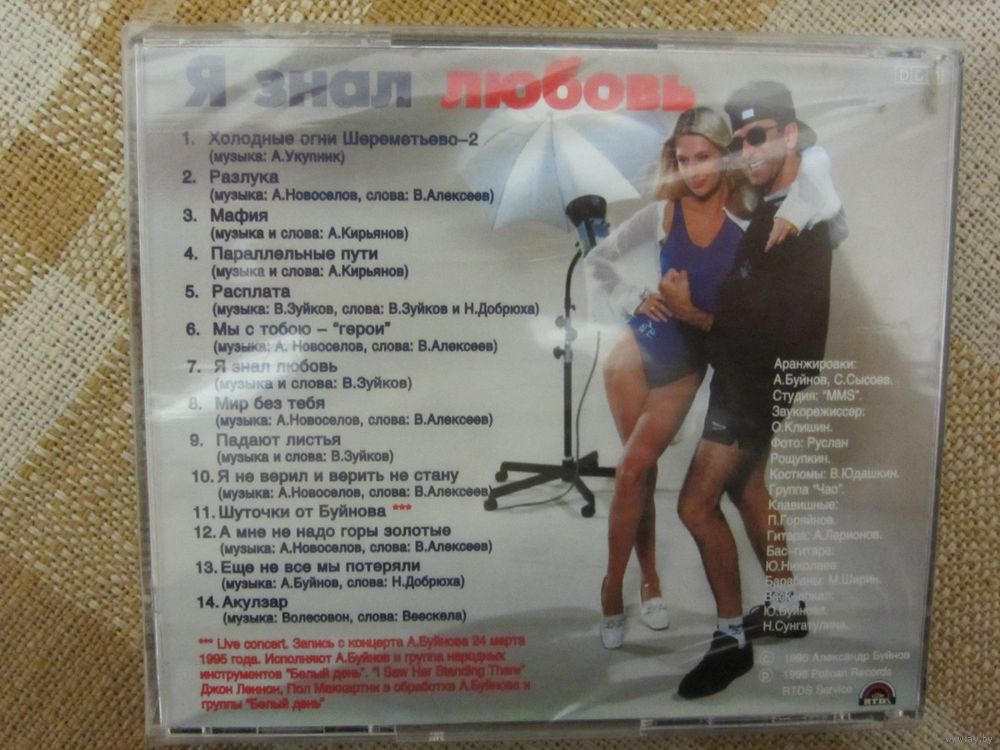 Я знал любовь
1. Холодные огни Шереметьево-2
(музыка: А.Укупник)
2. Разлука
(музыка: А.Новоселов, слова: В.Алексеев)
3. Мафия
(музыка и слова: А.Кирьянов)
4. Параллельные пути
(музыка и слова: А.Кирьянов)
5. Расплата
(музыка: В.Зуйков, слова: В.Зуйков и Н.Добрюха)
6. Мы с тобою – "герои"
(музыка: А. Новоселов, слова: В.Алексеев)
7. Я знал любовь
(музыка и слова: В.Зуйков)
8. Мир без тебя
(музыка: А.Новоселов, слова: В.Алексеев)
9. Падают листья
(музыка и слова: В.Зуйков)
10. Я не верил и верить не стану
(музыка: А.Новоселов, слова: В.Алексеев)
11. Шуточки от Буйнова ***
12. А мне не надо горы золотые
(музыка: А.Новоселов, слова: В.Алексеев)
13. Еще не все мы потеряли
(музыка: А.Буйнов, слова: Н.Добрюха)
14. Акулзар
(музыка: Волесовон, слова: Веескела)
*** Live concert. Запись с концерта А.Буйнова 24 марта
1995 года. Исполняют А.Буйнов и группа народных
инструментов "Белый день". "I Saw Her Standing There"
Джон Леннон, Пол Маккартни в обработке А.Буйнова и
группы "Белый день"
Аранжировки:
А.Буйнов, С.Сысоев.
Студия: "MMS".
Звукорежиссер:
О.Клишин.
Фото: Руслан
Рощупкин.
Костюмы: В.Юдашкин.
Группа "Чао".
Клавишные:
П.Горяйнов.
Гитара: А.Ларионов.
Бас-гитара:
Ю.Николаев.
Барабаны: М.Ширин.
Н.Сунгатулина.
© 1995 Александр Буйнов
℗ 1996 Records
RTDS Service
RTDS
www.ay.by